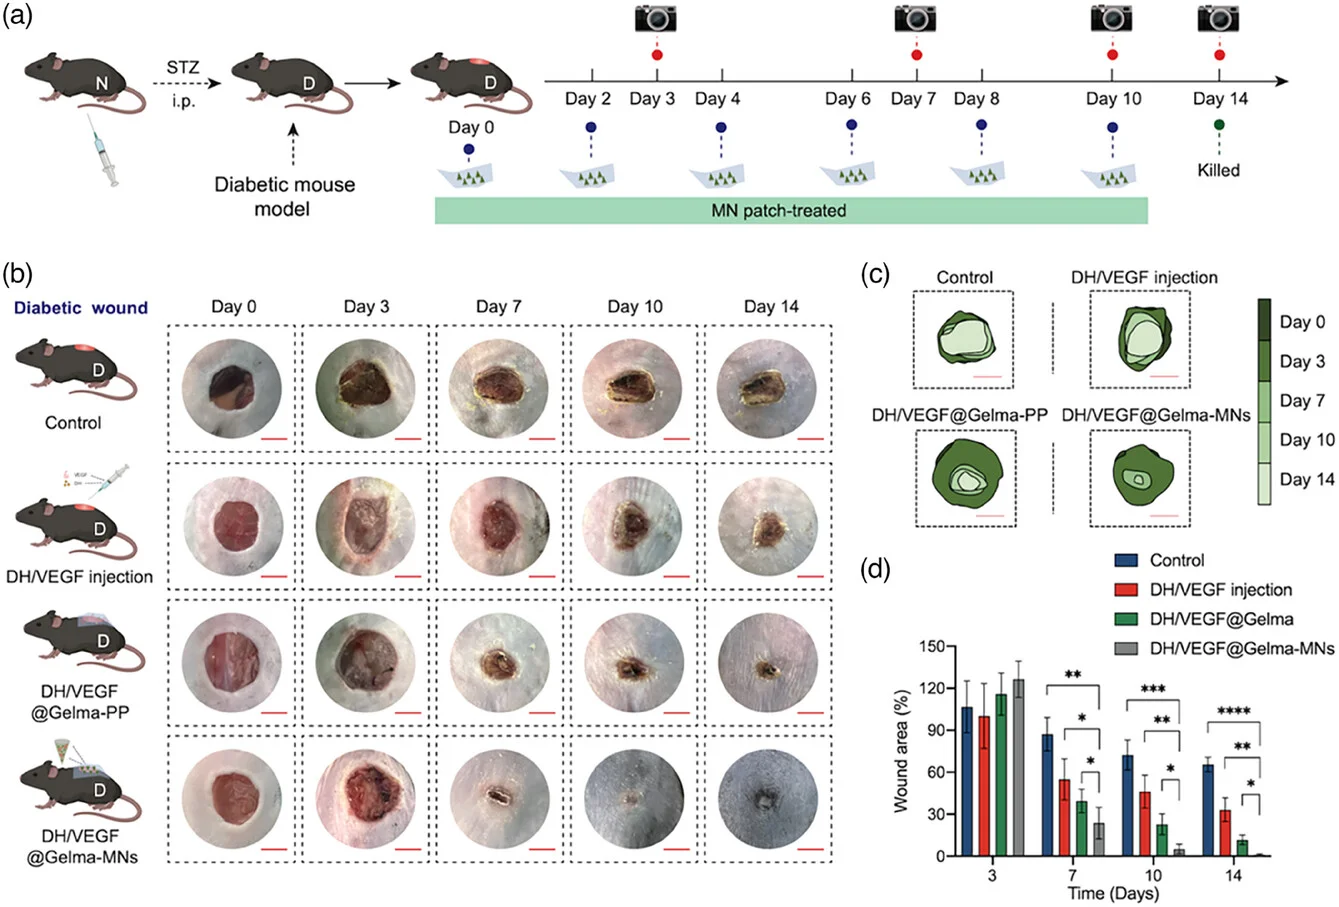 (a)
N
STZ
i.p.
D
D
Day 0
Diabetic mouse
model
Day 2
Day 3
Day 4
Day 6
Day 7
Day 8
Day 10
Day 14
Killed
MN patch-treated
(b)
Diabetic wound
Day 0
Day 3
Day 7
Day 10
Day 14
D
Control
VEGF
DH
D
DH/VEGF injection
D
DH/VEGF
@Gelma-PP
D
DH/VEGF
@Gelma-MNs
(c)
Control
DH/VEGF injection
DH/VEGF@Gelma-PP
DH/VEGF@Gelma-MNs
Day 0
Day 3
Day 7
Day 10
Day 14
(d)
Control
DH/VEGF injection
DH/VEGF@Gelma
DH/VEGF@Gelma-MNs
Wound area (%)
150
120
90
60
30
0
**
*
*
***
**
*
****
**
*
3
7
10
14
Time (Days)